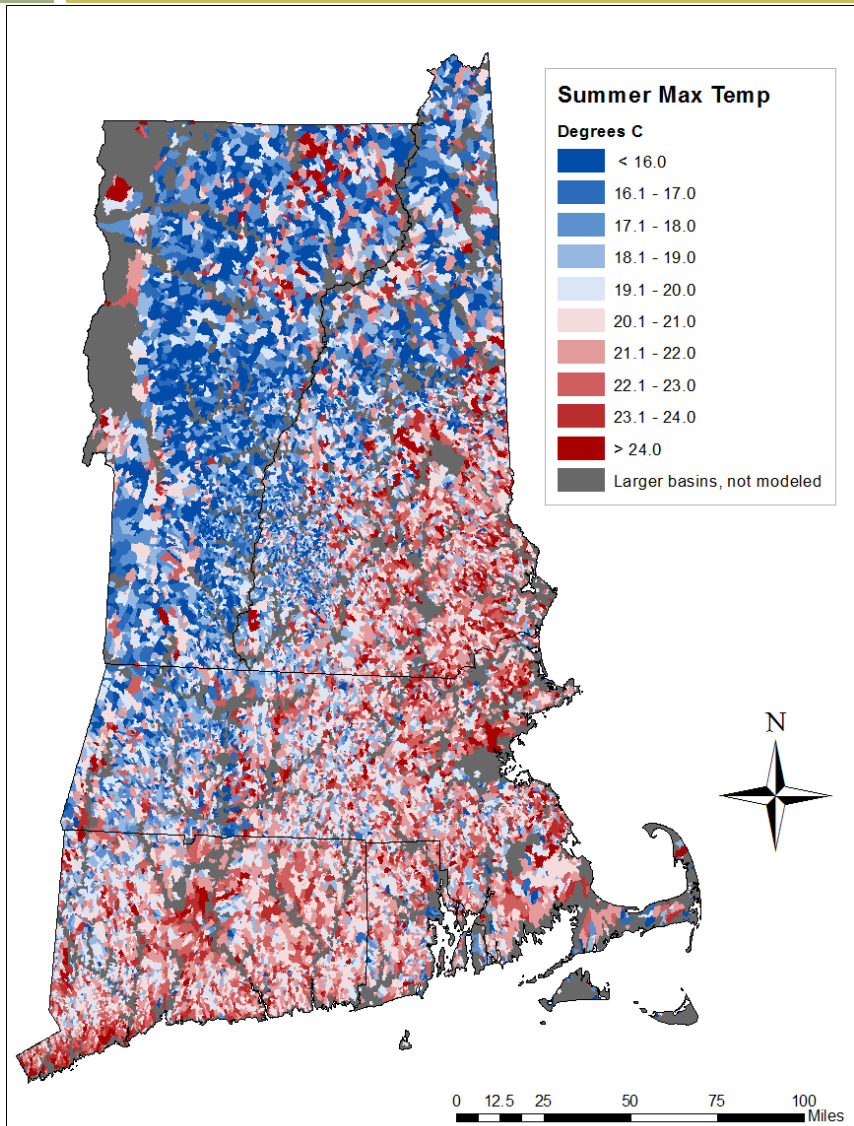 Summer Max Temp
Degrees C
< 16.0
16.1 - 17.0
17.1 - 18.0
18.1 - 19.0
19.1 - 20.0
20.1 - 21.0
21.1 - 22.0
22.1 - 23.0
23.1 - 24.0
> 24.0
Larger basins, not modeled
N
0 12.5 25 50 75 100
Miles